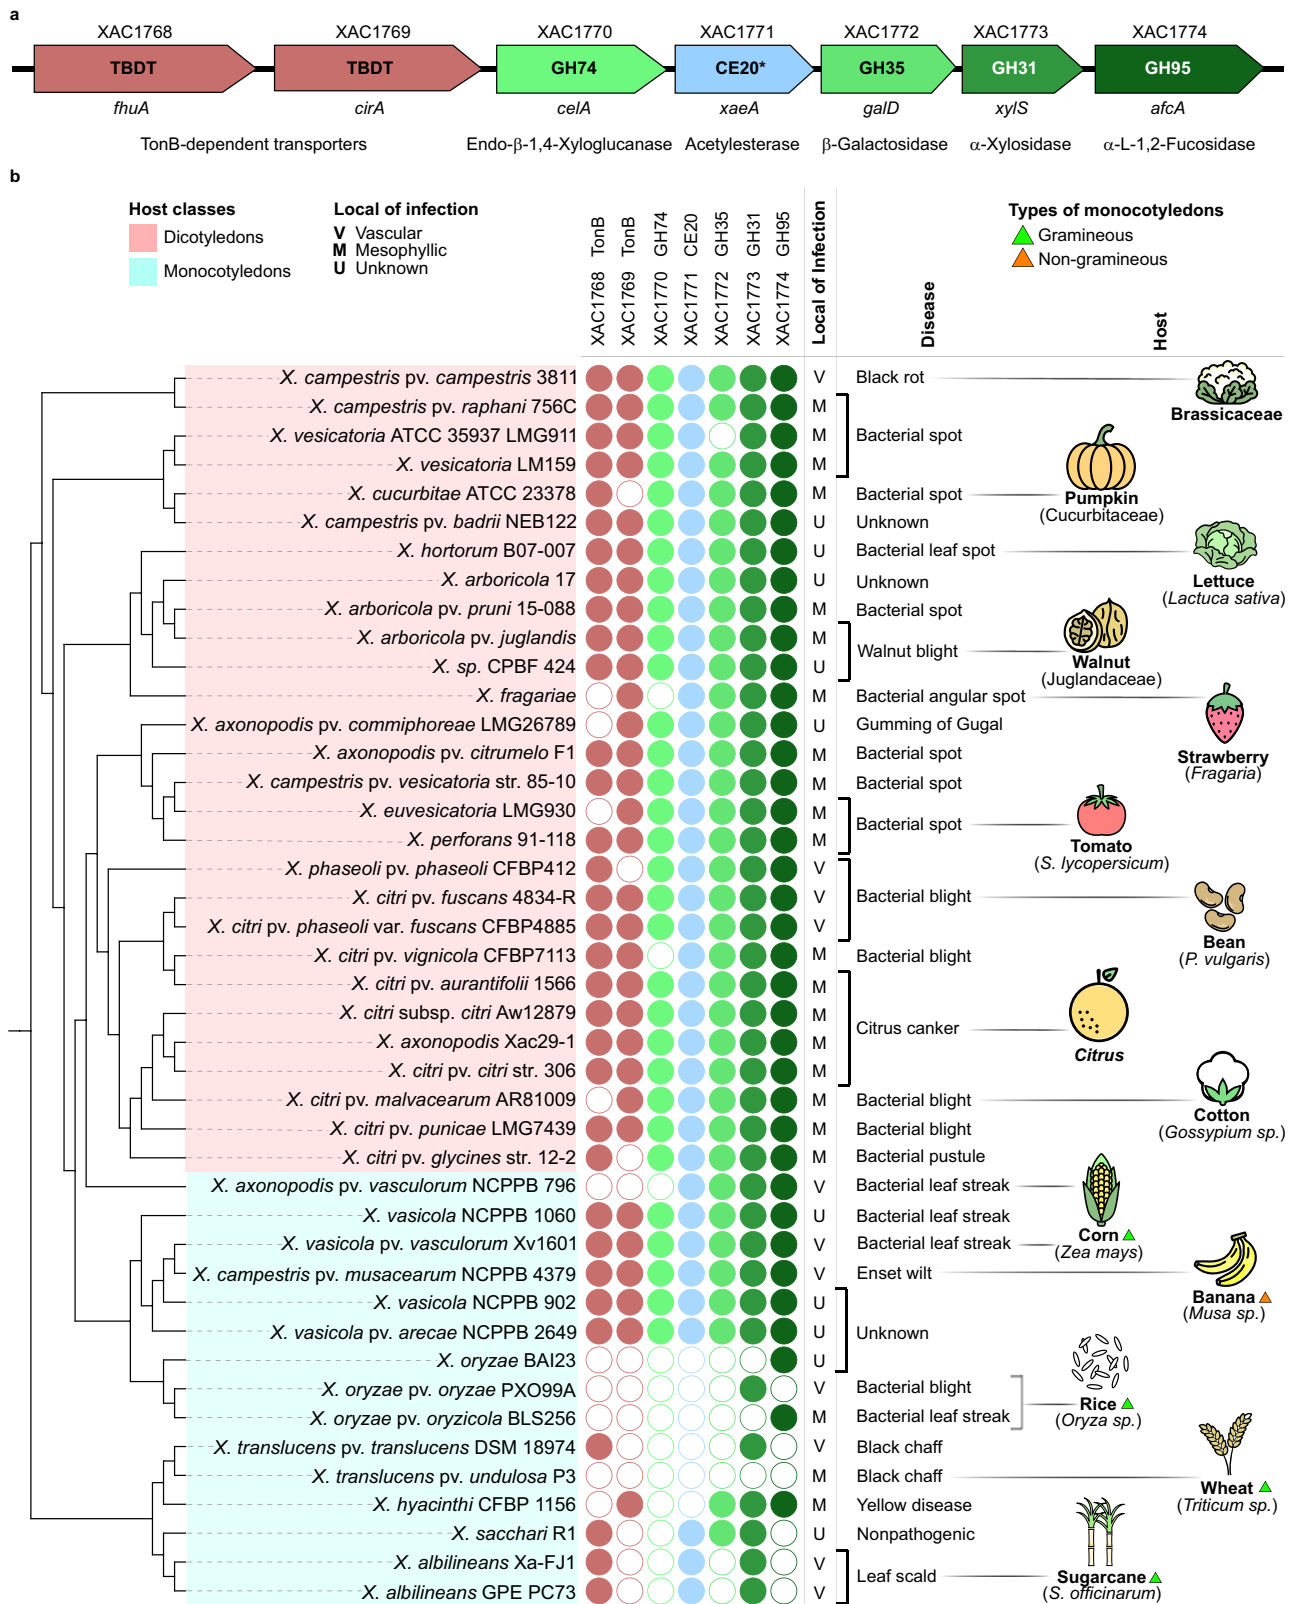 a
XAC1768 XAC1769 XAC1770 XAC1771 XAC1772 XAC1773 XAC1774
TBDT TBDT GH74 CE20* GH35 GH31 GH95
fhuA cirA celA xaeA galD xylS afcA
TonB-dependent transporters Endo-β-1,4-Xyloglucanase Acetylesterase β-Galactosidase α-Xylosidase α-L-1,2-Fucosidase
b
Host classes
Dicotyledons
Monocotyledons
Local of infection
V Vascular
M Mesophyllic
U Unknown
XAC1768 TonB
XAC1769 TonB
XAC1770 GH74
XAC1771 CE20
XAC1772 GH35
XAC1773 GH31
XAC1774 GH95
Local of Infection
Disease
Host
Types of monocotyledons
Gramineous
Non-gramineous
X. campestris pv. campestris 3811 V Black rot
Brassicaceae
X. campestris pv. raphani 756C M
X. vesicatoria ATCC 35937 LMG911 M Bacterial spot
X. vesicatoria LM159 M
X. cucurbitae ATCC 23378 M Bacterial spot
Pumpkin
(Cucurbitaceae)
X. campestris pv. badrii NEB122 U Unknown
X. hortorum B07-007 U Bacterial leaf spot
Lettuce
(Lactuca sativa)
X. arboricola 17 U Unknown
X. arboricola pv. pruni 15-088 M Bacterial spot
X. arboricola pv. juglandis M
Walnut blight
Walnut
(Juglandaceae)
X. sp. CPBF 424 U
X. fragariae M Bacterial angular spot
Strawberry
(Fragaria)
X. axonopodis pv. commiphoreae LMG26789 U Gumming of Gugal
X. axonopodis pv. citrumelo F1 M Bacterial spot
X. campestris pv. vesicatoria str. 85-10 M Bacterial spot
X. euvesicatoria LMG930 M
Bacterial spot
Tomato
(S. lycopersicum)
X. perforans 91-118 M
X. phaseoli pv. phaseoli CFBP412 V
X. citri pv. fuscans 4834-R V Bacterial blight
Bean
(P. vulgaris)
X. citri pv. phaseoli var. fuscans CFBP4885 V
X. citri pv. vignicola CFBP7113 M Bacterial blight
X. citri pv. aurantifolii 1566 M
X. citri subsp. citri Aw12879 M
Citrus canker
Citrus
X. axonopodis Xac29-1 M
X. citri pv. citri str. 306 M
X. citri pv. malvacearum AR81009 M Bacterial blight
Cotton
(Gossypium sp.)
X. citri pv. punicae LMG7439 M Bacterial blight
X. citri pv. glycines str. 12-2 M Bacterial pustule
X. axonopodis pv. vasculorum NCPPB 796 V Bacterial leaf streak
X. vasicola NCPPB 1060 U Bacterial leaf streak
Corn
(Zea mays)
X. vasicola pv. vasculorum Xv1601 V Bacterial leaf streak
X. campestris pv. musacearum NCPPB 4379 V Enset wilt
Banana
(Musa sp.)
X. vasicola NCPPB 902 U
X. vasicola pv. arecae NCPPB 2649 U Unknown
X. oryzae BAI23 U
X. oryzae pv. oryzae PXO99A V Bacterial blight
Rice
(Oryza sp.)
X. oryzae pv. oryzicola BLS256 M Bacterial leaf streak
X. translucens pv. translucens DSM 18974 V Black chaff
X. translucens pv. undulosa P3 M Black chaff
Wheat
(Triticum sp.)
X. hyacinthi CFBP 1156 M Yellow disease
X. sacchari R1 U Nonpathogenic
X. albilineans Xa-FJ1 V
Leaf scald
Sugarcane
(S. officinarum)
X. albilineans GPE PC73 V